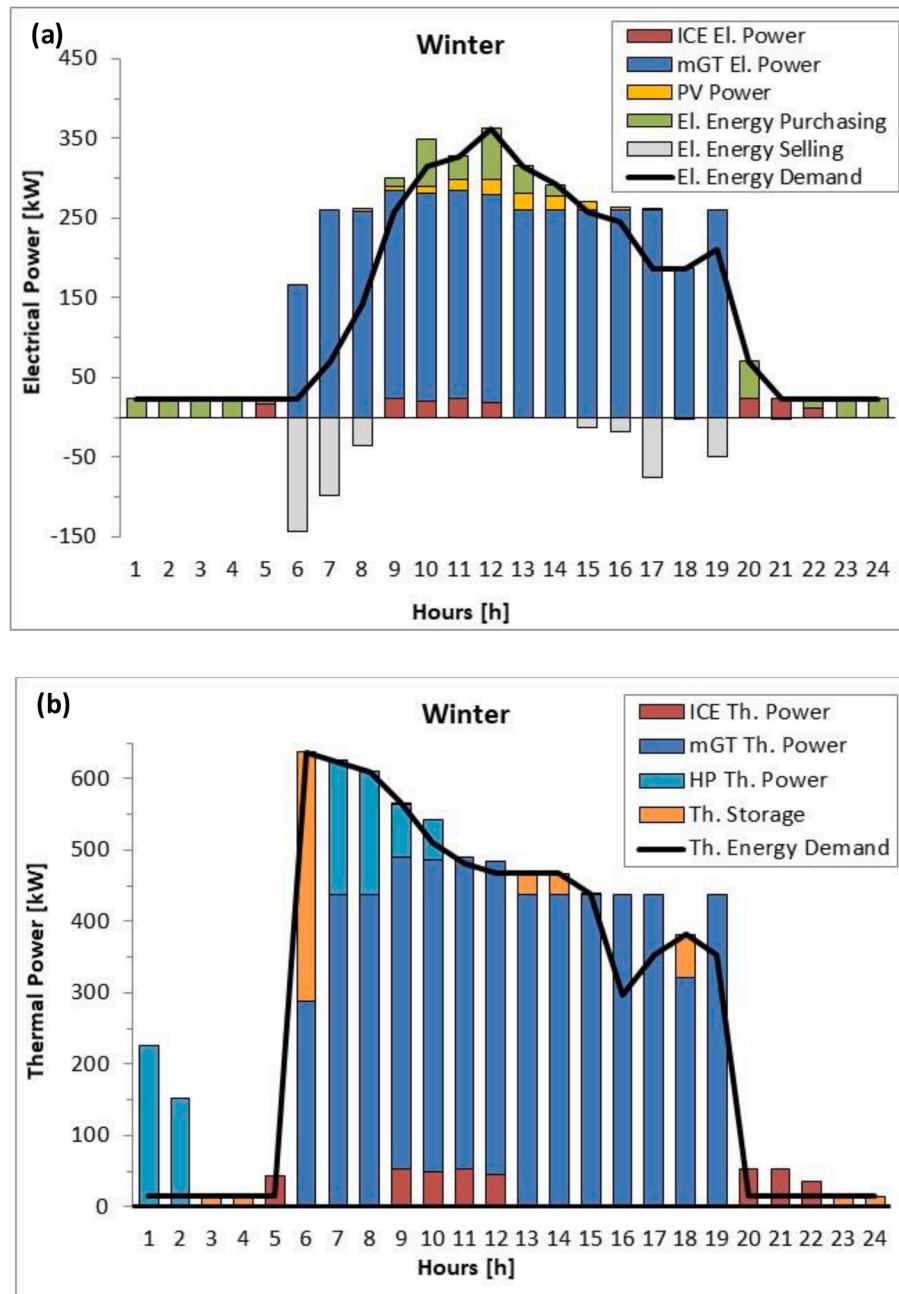 (a)
Winter
ICE El. Power
mGT El. Power
PV Power
El. Energy Purchasing
El. Energy Selling
El. Energy Demand
Electrical Power [kW]
450
350
250
150
50
-50
-150
1 2 3 4 5 6 7 8 9 10 11 12 13 14 15 16 17 18 19 20 21 22 23 24
Hours [h]
(b)
Winter
ICE Th. Power
mGT Th. Power
HP Th. Power
Th. Storage
Th. Energy Demand
Thermal Power [kW]
600
500
400
300
200
100
0
1 2 3 4 5 6 7 8 9 10 11 12 13 14 15 16 17 18 19 20 21 22 23 24
Hours [h]